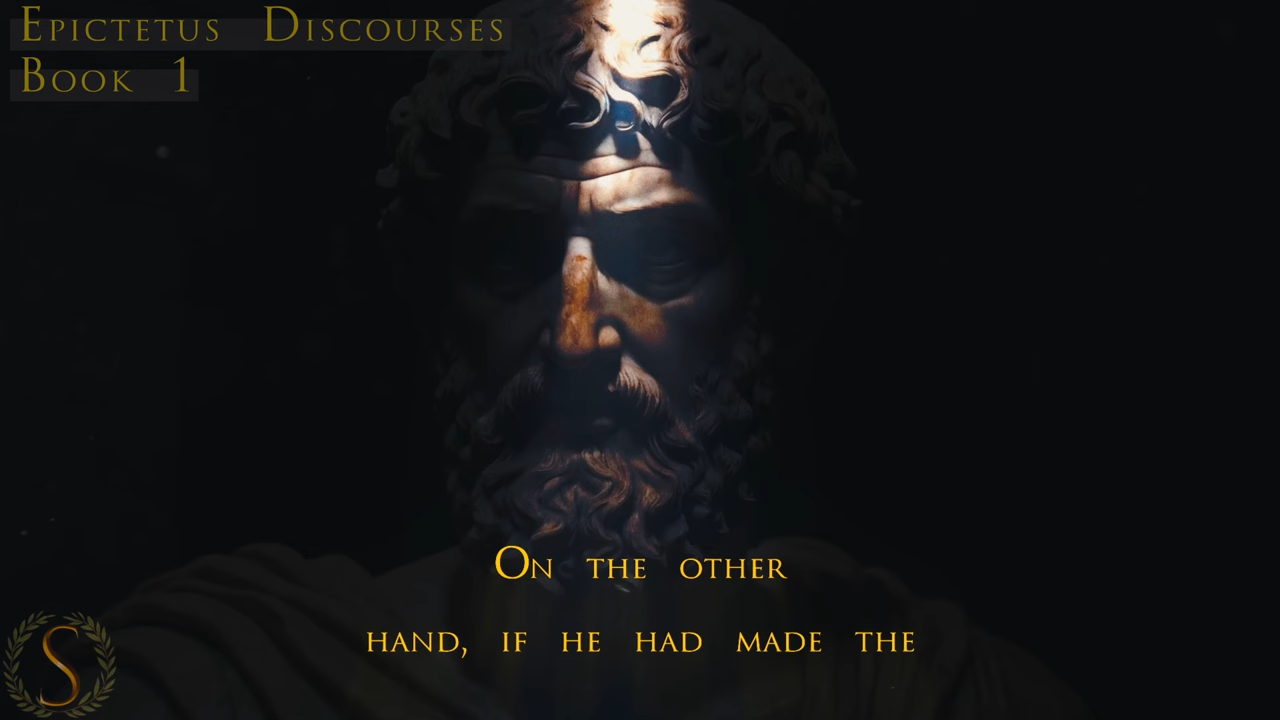 Epictetus Discourses
Book 1
On the other
hand, if he had made the
S